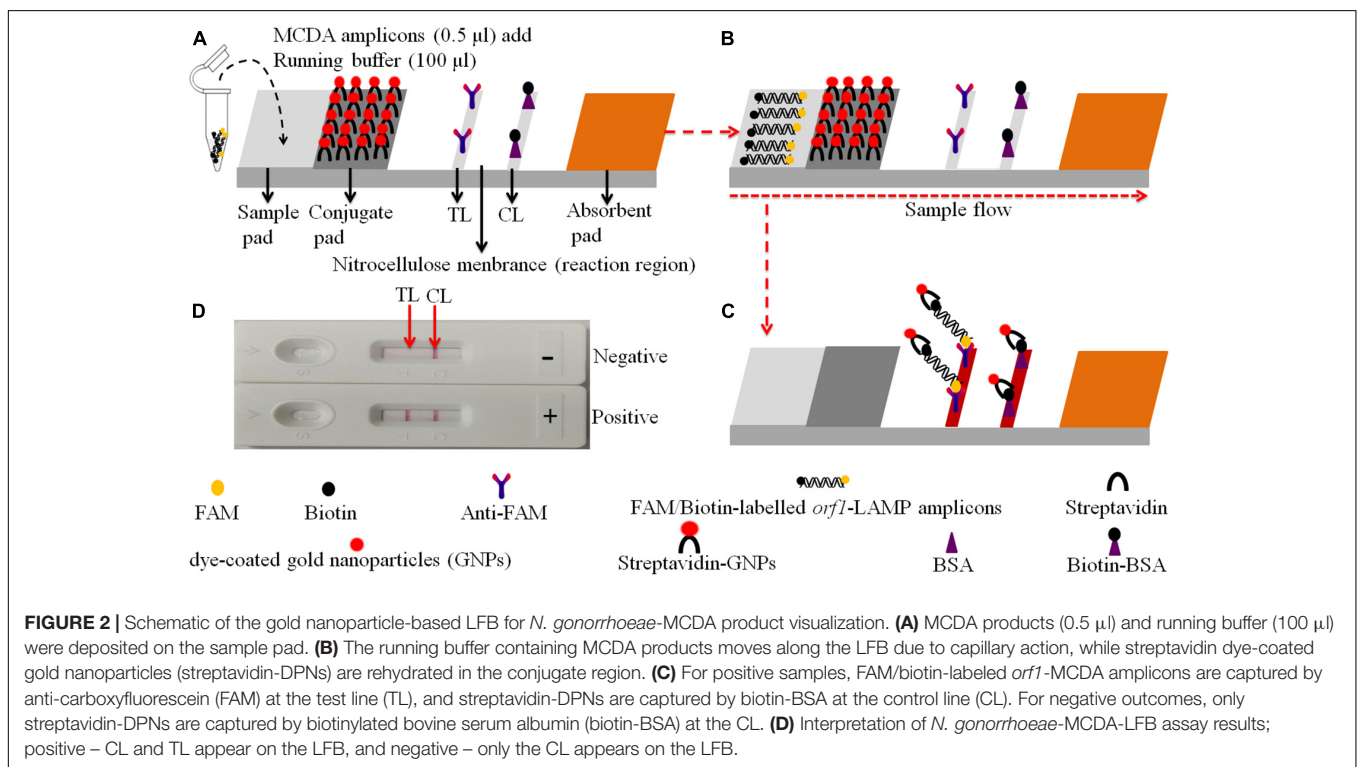 A
MCDA amplicons (0.5 µl) add
Running buffer (100 µl)
B
Sample pad
Conjugate pad
TL
CL
Absorbent pad
Nitrocellulose menbrance (reaction region)
Sample flow
D
TL CL
Negative
Positive
-
+
C
T
S
C
T
S
C
FAM
Biotin
Anti-FAM
FAM/Biotin-labelled orf1-LAMP amplicons
Streptavidin
dye-coated gold nanoparticles (GNPs)
Streptavidin-GNPs
BSA
Biotin-BSA
FIGURE 2 | Schematic of the gold nanoparticle-based LFB for N. gonorrhoeae-MCDA product visualization. (A) MCDA products (0.5 µl) and running buffer (100 µl)
were deposited on the sample pad. (B) The running buffer containing MCDA products moves along the LFB due to capillary action, while streptavidin dye-coated
gold nanoparticles (streptavidin-DPNs) are rehydrated in the conjugate region. (C) For positive samples, FAM/biotin-labeled orf1-MCDA amplicons are captured by
anti-carboxyfluorescein (FAM) at the test line (TL), and streptavidin-DPNs are captured by biotin-BSA at the control line (CL). For negative outcomes, only
streptavidin-DPNs are captured by biotinylated bovine serum albumin (biotin-BSA) at the CL. (D) Interpretation of N. gonorrhoeae-MCDA-LFB assay results;
positive – CL and TL appear on the LFB, and negative – only the CL appears on the LFB.